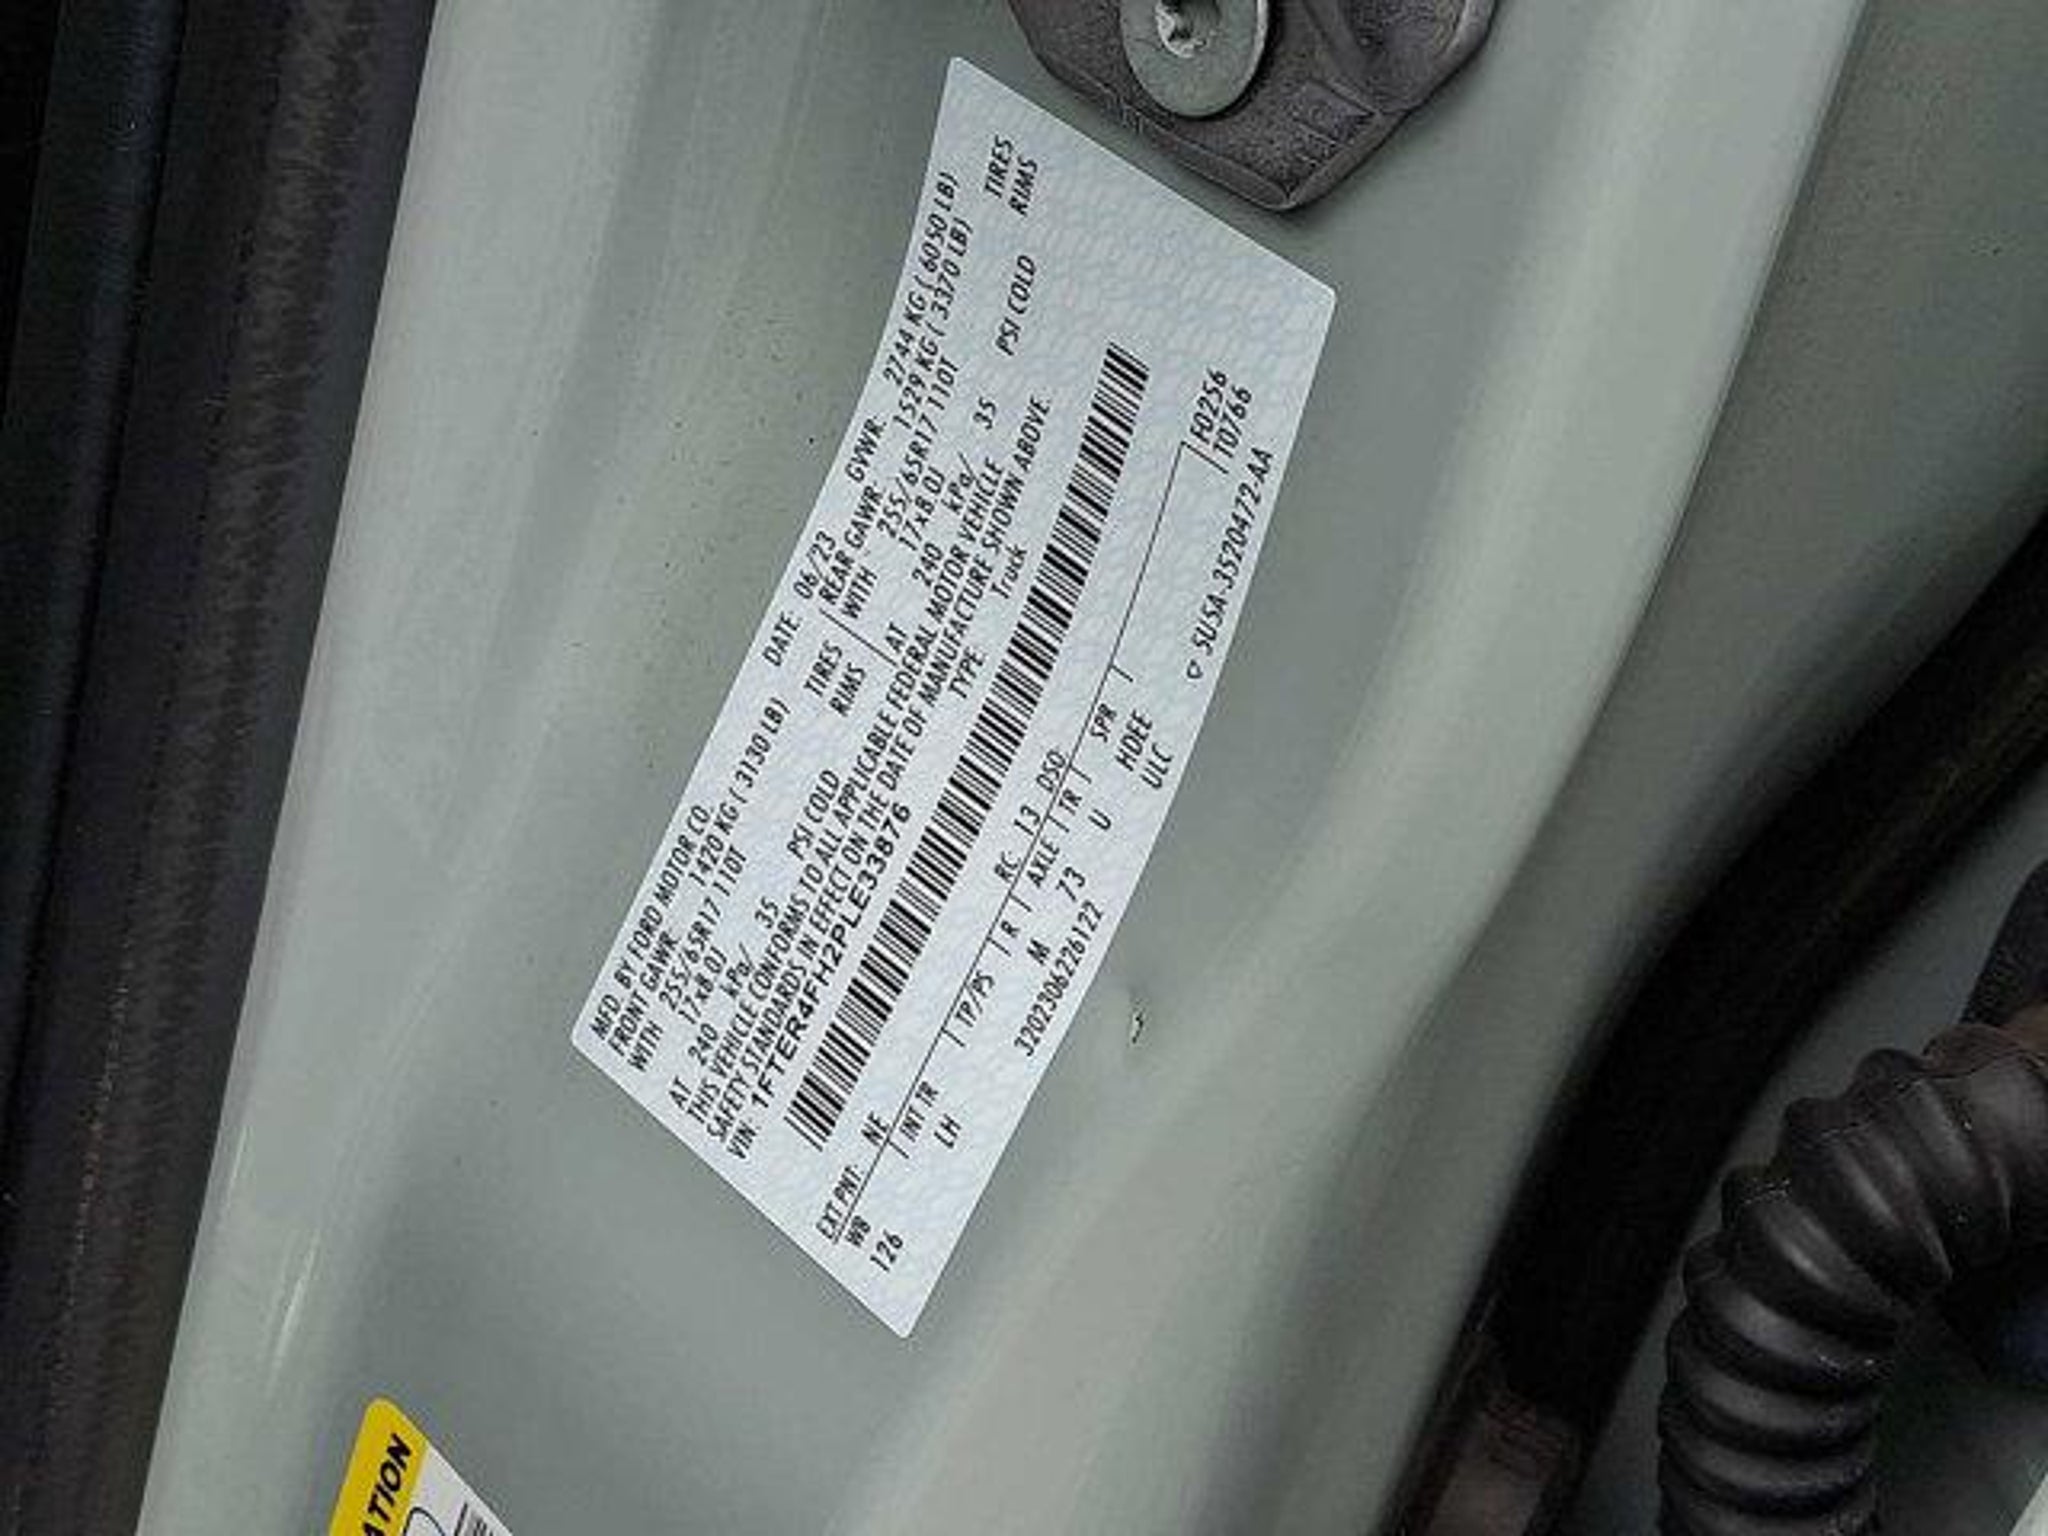 MFD. BY FORD MOTOR CO. DATE: 06/23 GVWR: 2744 KG ( 6050 LB)
FRONT GAWR: 1420 KG ( 3130 LB) REAR GAWR: 1529 KG ( 3370 LB)
WITH 255/65R17 110T TIRES WITH 255/65R17 110T TIRES
17x8.0J RIMS 17x8.0J RIMS
AT 240 kPa/ 35 PSI COLD AT 240 kPa/ 35 PSI COLD
THIS VEHICLE CONFORMS TO ALL APPLICABLE FEDERAL MOTOR VEHICLE
SAFETY STANDARDS IN EFFECT ON THE DATE OF MANUFACTURE SHOWN ABOVE.
VIN: 1FTER4FH2PLE33876 TYPE: Truck
EXT PNT: NE RC: 13 DSO:
WB INT TR TP/PS R AXLE TR SPR F0256
126 LH M 73 U HDEE T0766
ULC
3202306226122 SU5A-3520472-AA
ATION